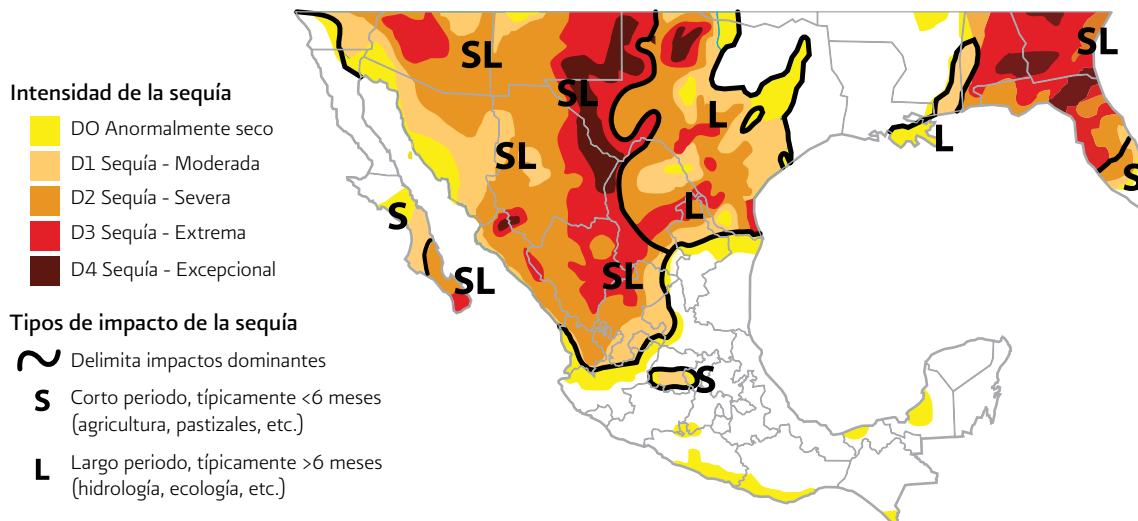 Intensidad de la sequía
DO Anormalmente seco
D1 Sequía - Moderada
D2 Sequía - Severa
D3 Sequía - Extrema
D4 Sequía - Excepcional
Tipos de impacto de la sequía
Delimita impactos dominantes
S Corto periodo, típicamente <6 meses
(agricultura, pastizales, etc.)
L Largo periodo, típicamente >6 meses
(hidrología, ecología, etc.)
SL
SL
SL
L
SL
L
S
L
S
SL
SL
S